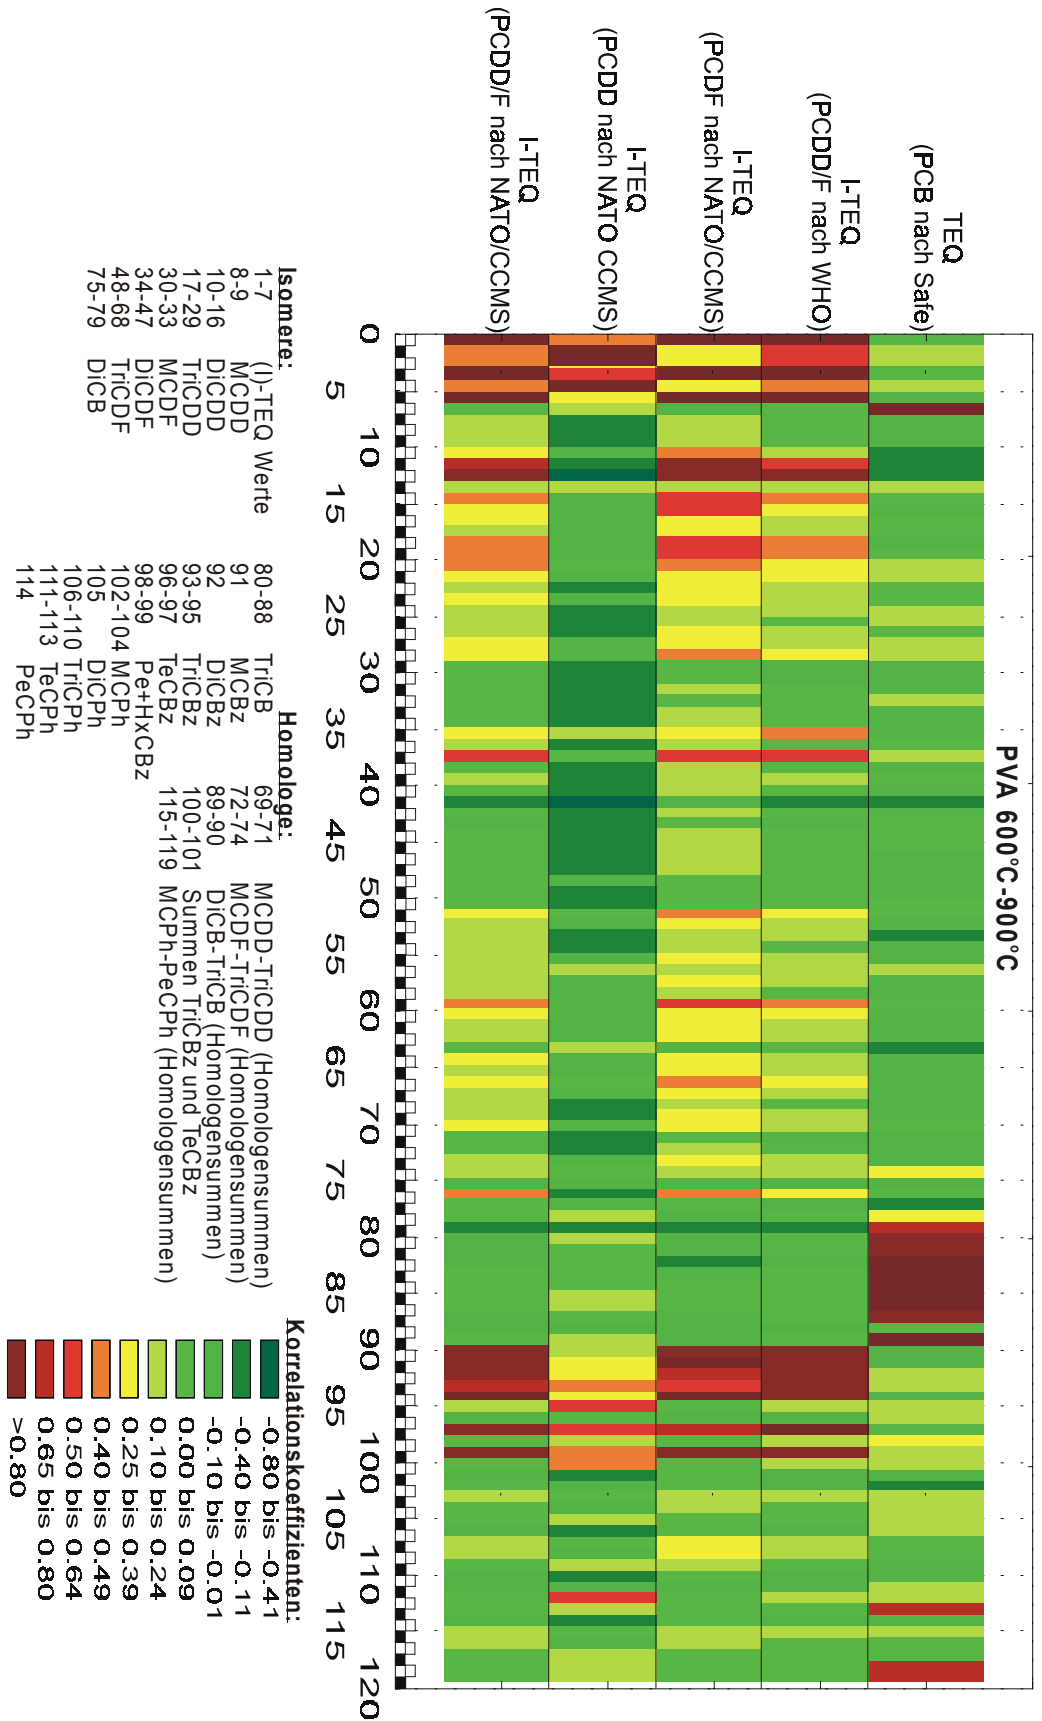 PVA 600°C-900°C
TEQ
(PCB nach Safe)
I-TEQ
(PCDD/F nach WHO)
I-TEQ
(PCDF nach NATO/CCMS)
I-TEQ
(PCDD nach NATO CCMS)
I-TEQ
(PCDD/F nach NATO/CCMS)
0
5
10
15
20
25
30
35
40
45
50
55
60
65
70
75
80
85
90
95
100
105
110
115
120
Isomere:
1-7 (I)-TEQ Werte
8-9 MCDD
10-16 DiCDD
17-29 TriCDD
30-33 MCDF
34-47 DiCDF
48-68 TriCDF
75-79 DiCB
80-88 TriCB
91 MCBz
92 DiCBz
93-95 TriCBz
96-97 TeCBz
98-99 Pe+HxCBz
102-104 MCPh
105 DiCPh
106-110 TriCPh
111-113 TeCPh
114 PeCPh
Homologe:
69-71 MCDD-TriCDD (Homologensummen)
72-74 MCDF-TriCDF (Homologensummen)
89-90 DiCB-TriCB (Homologensummen)
100-101 Summen TriCBz und TeCBz
115-119 MCPh-PeCPh (Homologensummen)
Korrelationskoeffizienten:
-0.80 bis -0.41
-0.40 bis -0.11
-0.10 bis -0.01
0.00 bis 0.09
0.10 bis 0.24
0.25 bis 0.39
0.40 bis 0.49
0.50 bis 0.64
0.65 bis 0.80
>0.80